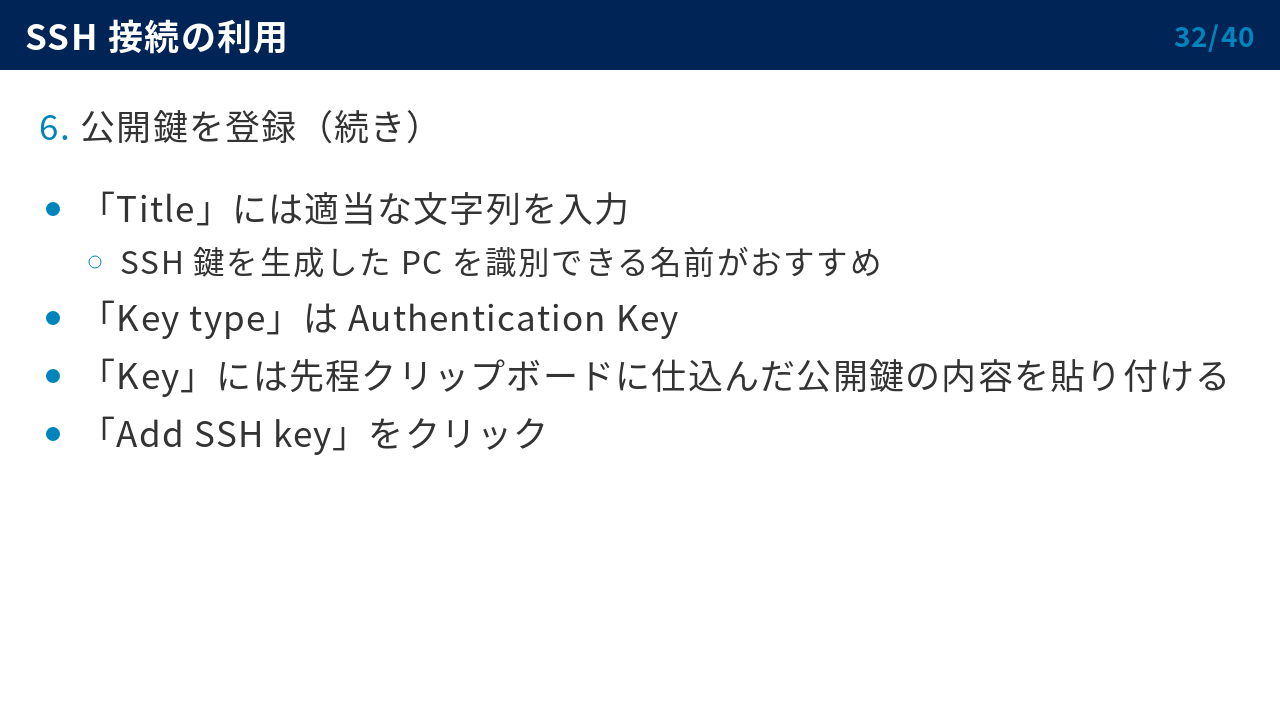 SSH 接続の利用
32/40
6. 公開鍵を登録（続き）
● 「Title」には適当な文字列を入力
○ SSH 鍵を生成した PC を識別できる名前がおすすめ
● 「Key type」は Authentication Key
● 「Key」には先程クリップボードに仕込んだ公開鍵の内容を貼り付ける
● 「Add SSH key」をクリック